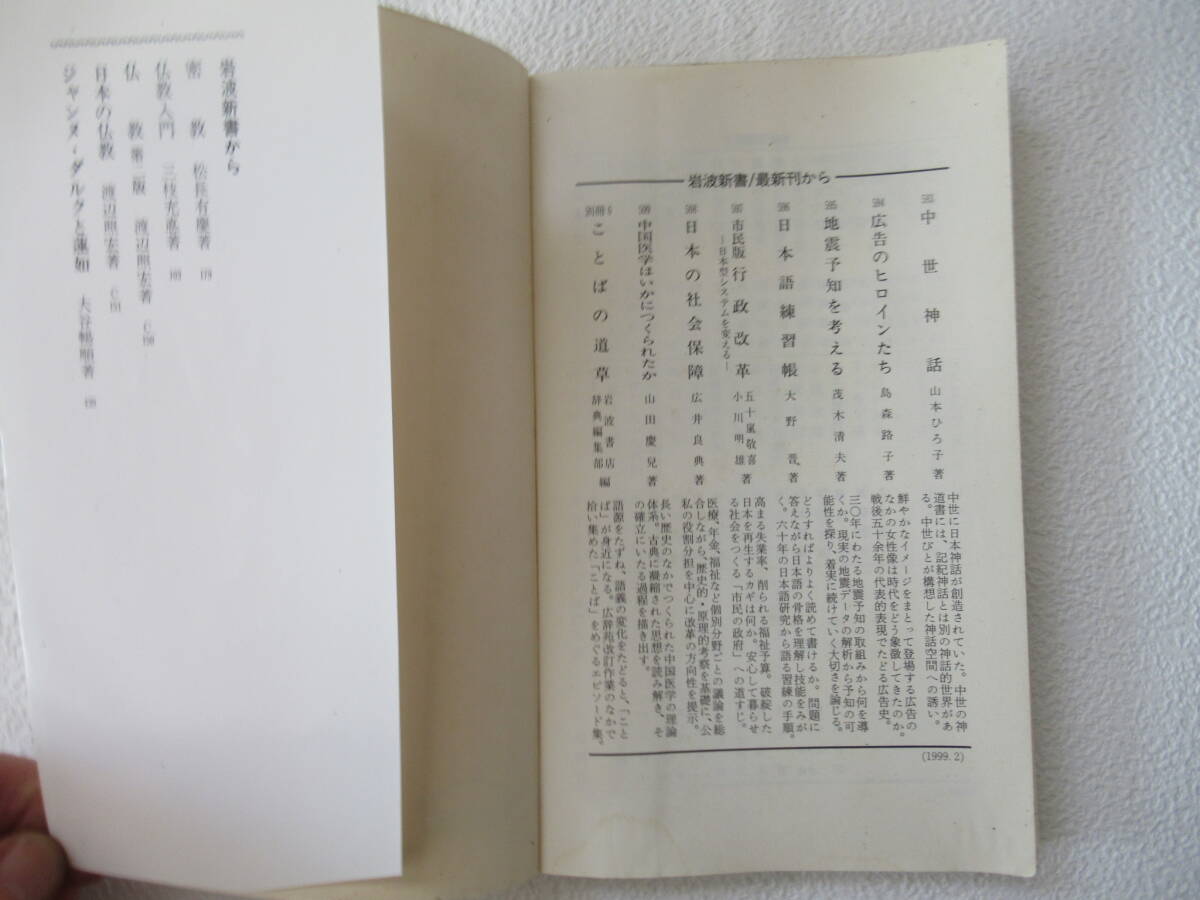 岩波新書/最新刊から
593 中世神話 山本ひろ子著
中世に日本神話が創造されていた。中世の神
道書には、記紀神話とは別の神話的世界があ
る。中世びとが構想した神話空間への誘い。
594 広告のヒロインたち 島森路子著
鮮やかなイメージをまとって登場する広告の
なかの女性像は時代をどう象徴してきたのか。
戦後五十余年の代表的表現でたどる広告史。
595 地震予知を考える 茂木清夫著
三〇年にわたる地震予知の取組みから何を導
くか。現実の地震データの解析から予知の可
能性を探り、着実に続けていく大切さを論じる。
596 日本語練習帳 大野晋著
どうすればよりよく読めて書けるか。問題に
答えながら日本語の骨格を理解し技能をみが
く。六十年の日本語研究から語る習練の手順。
597 市民版 行政改革
―日本型システムを変える―
五十嵐敬喜
小川明雄 著
高まる失業率、削られる福祉予算。破綻した
日本を再生するカギは何か。安心して暮らせ
る社会をつくる「市民の政府」への道すじ。
598 日本の社会保障 広井良典著
医療、年金、福祉など個別分野ごとの議論を総
合しながら、歴史的・原理的考察を基礎に、公
私の役割分担を中心に改革の方向性を提示。
599 中国医学はいかにつくられたか 山田慶兒著
長い歴史のなかでつくられた中国医学の理論
体系。古典に凝縮された思想を読み解き、そ
の確立にいたる過程を描き出す。
別冊6 ことばの道草
岩波書店
辞典編集部 編
語源をたずね、語義の変化をたどると、「こと
ば」が身近になる。広辞苑改訂作業のなかで
拾い集めた「ことば」をめぐるエピソード集。
(1999.2)
岩波新書から
密教 松長有慶著 179
仏教入門 三枝充悳著 103
仏教 第二版 渡辺照宏著 C150
日本の仏教 渡辺照宏著 C151
ジャンヌ・ダルクと蓮如 大谷暢順著